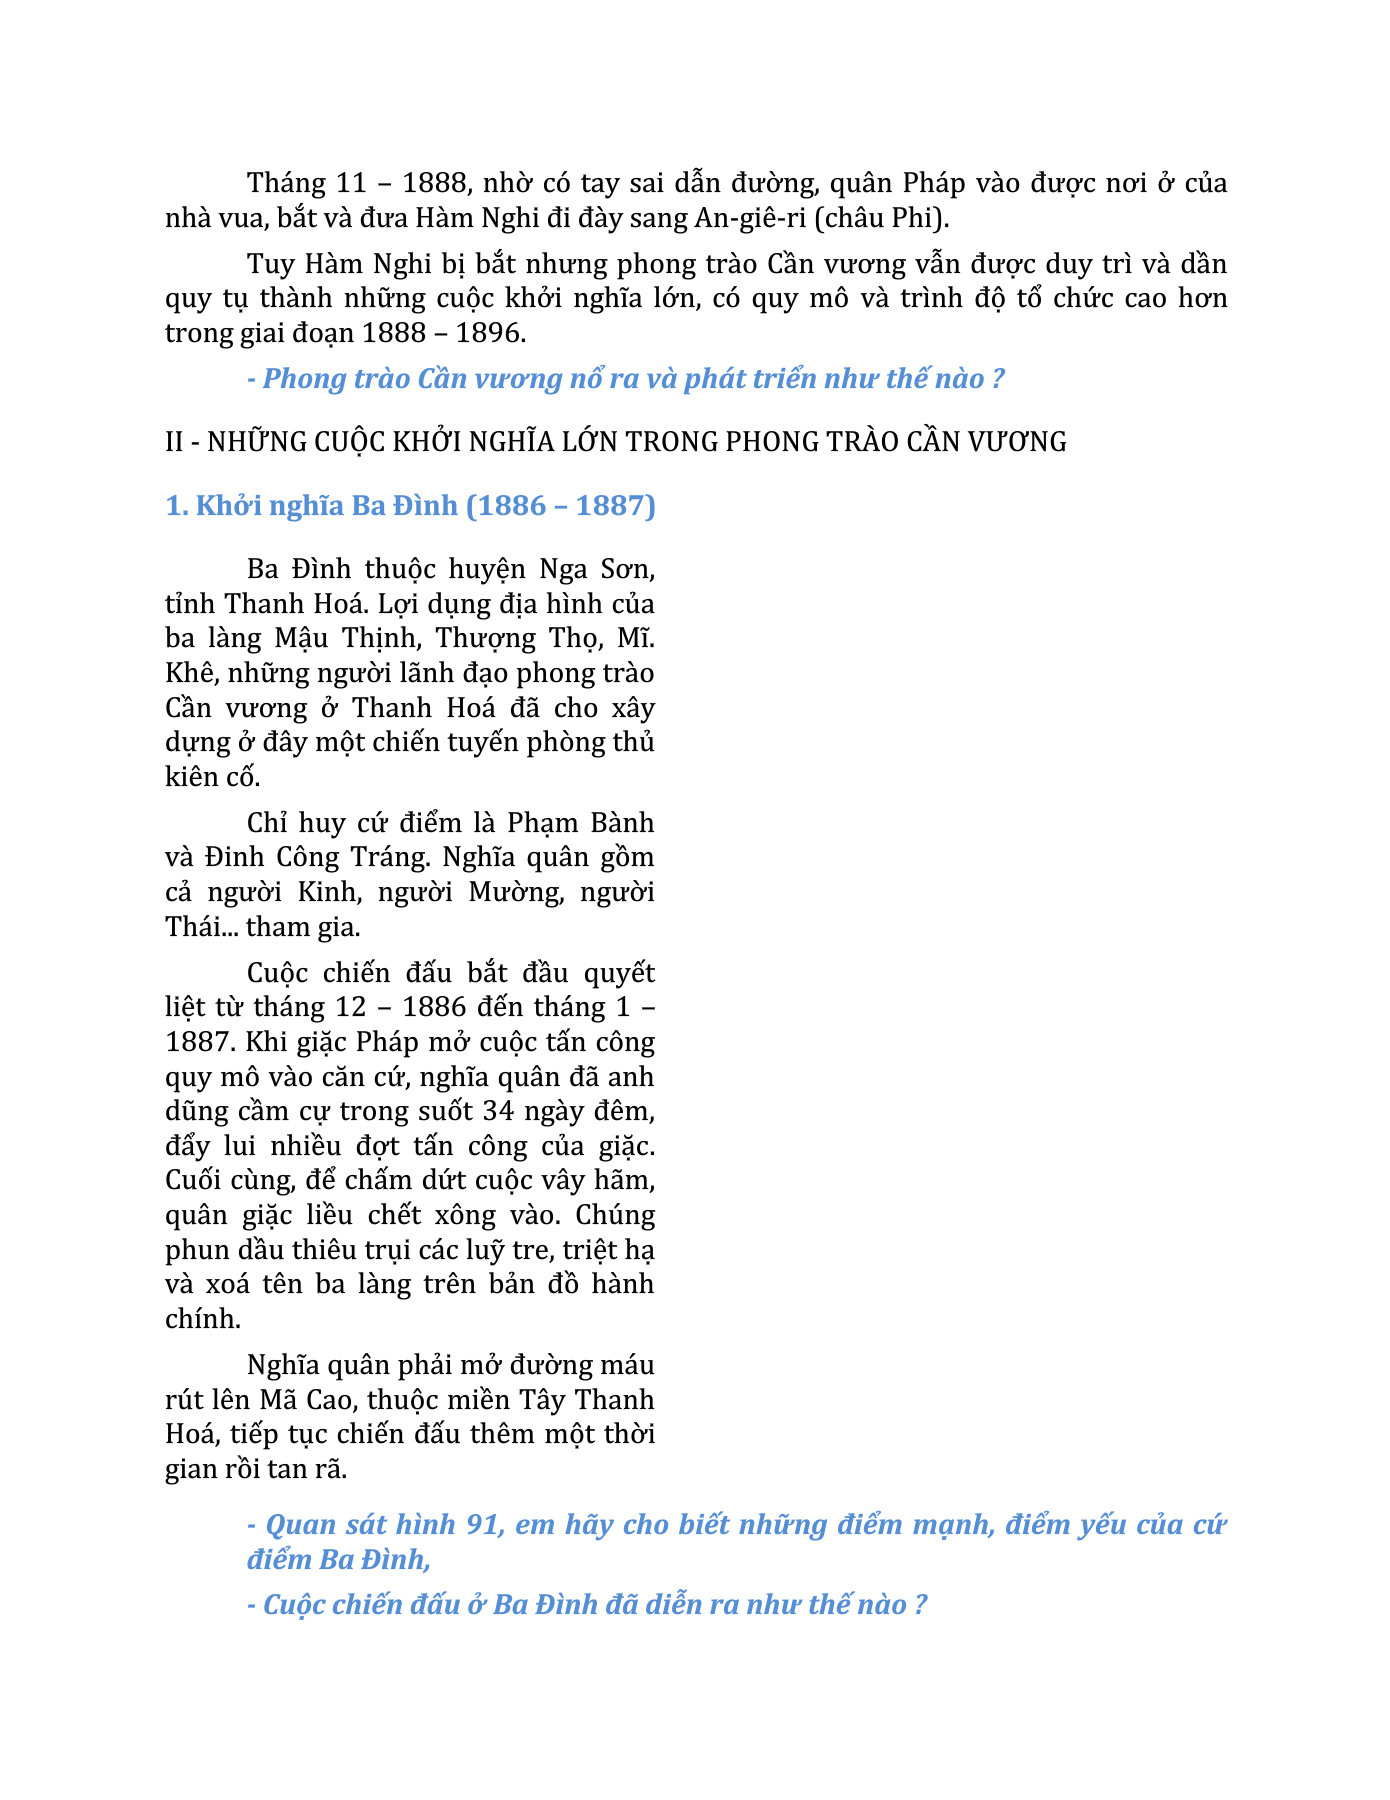 Tháng 11 – 1888, nhờ có tay sai dẫn đường, quân Pháp vào được nơi ở của
nhà vua, bắt và đưa Hàm Nghi đi đày sang An-giê-ri (châu Phi).
Tuy Hàm Nghi bị bắt nhưng phong trào Cần vương vẫn được duy trì và dần
quy tụ thành những cuộc khởi nghĩa lớn, có quy mô và trình độ tổ chức cao hơn
trong giai đoạn 1888 – 1896.
- Phong trào Cần vương nổ ra và phát triển như thế nào ?
II - NHỮNG CUỘC KHỞI NGHĨA LỚN TRONG PHONG TRÀO CẦN VƯƠNG
1. Khởi nghĩa Ba Đình (1886 – 1887)
Ba Đình thuộc huyện Nga Sơn,
tỉnh Thanh Hoá. Lợi dụng địa hình của
ba làng Mậu Thịnh, Thượng Thọ, Mĩ.
Khê, những người lãnh đạo phong trào
Cần vương ở Thanh Hoá đã cho xây
dựng ở đây một chiến tuyến phòng thủ
kiên cố.
Chỉ huy cứ điểm là Phạm Bành
và Đinh Công Tráng. Nghĩa quân gồm
cả người Kinh, người Mường, người
Thái... tham gia.
Cuộc chiến đấu bắt đầu quyết
liệt từ tháng 12 – 1886 đến tháng 1 –
1887. Khi giặc Pháp mở cuộc tấn công
quy mô vào căn cứ, nghĩa quân đã anh
dũng cầm cự trong suốt 34 ngày đêm,
đẩy lui nhiều đợt tấn công của giặc.
Cuối cùng, để chấm dứt cuộc vây hãm,
quân giặc liều chết xông vào. Chúng
phun dầu thiêu trụi các luỹ tre, triệt hạ
và xoá tên ba làng trên bản đồ hành
chính.
Nghĩa quân phải mở đường máu
rút lên Mã Cao, thuộc miền Tây Thanh
Hoá, tiếp tục chiến đấu thêm một thời
gian rồi tan rã.
- Quan sát hình 91, em hãy cho biết những điểm mạnh, điểm yếu của cứ
điểm Ba Đình,
- Cuộc chiến đấu ở Ba Đình đã diễn ra như thế nào ?